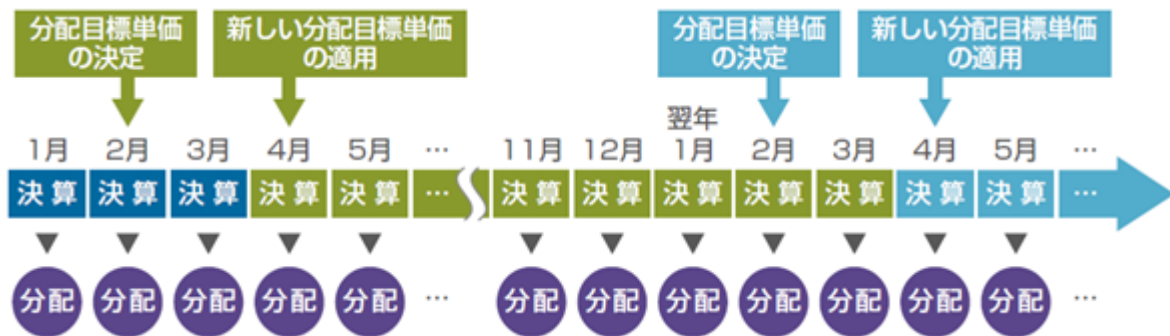 分配目標単価
の決定
新しい分配目標単価
の適用
分配目標単価
の決定
新しい分配目標単価
の適用
翌年
1月 2月 3月 4月 5月 … 11月 12月 1月 2月 3月 4月 5月 …
決算 決算 決算 決算 決算 … 決算 決算 決算 決算 決算 決算 決算 …
分配 分配 分配 分配 分配 … 分配 分配 分配 分配 分配 分配 分配 …